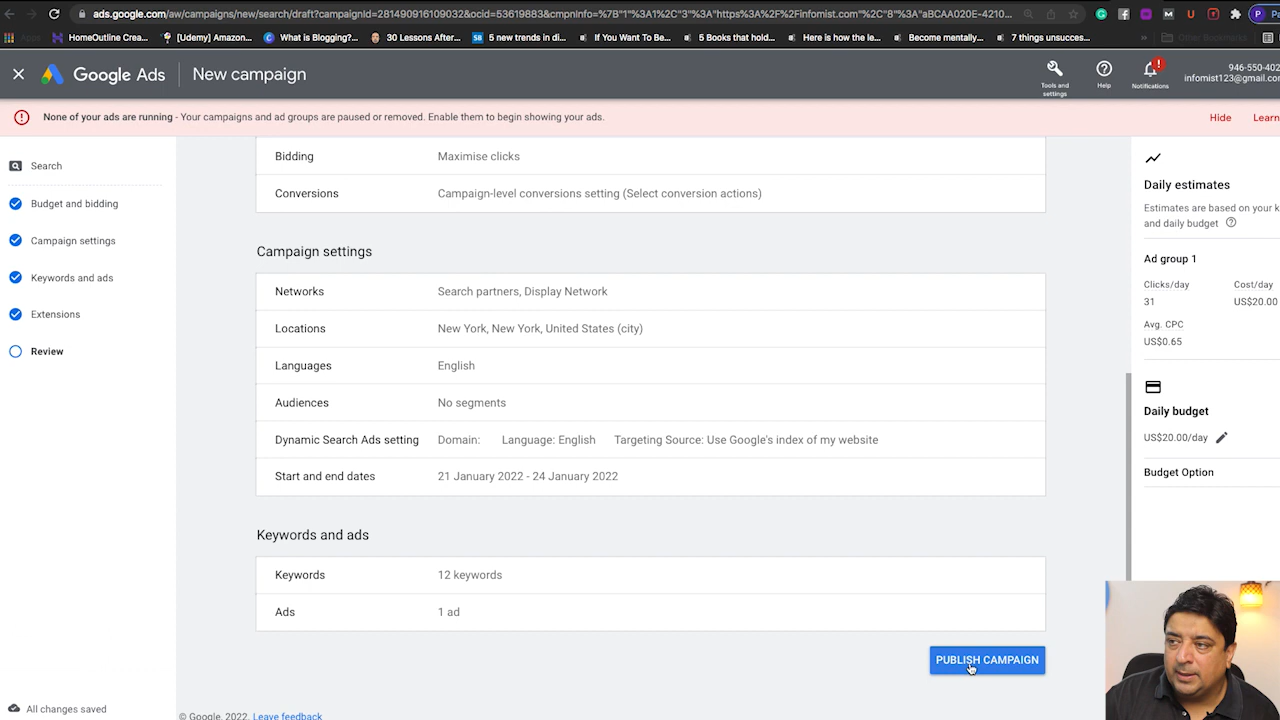 ads.google.com/aw/campaigns/new/search/draft?campaignId=281490916109032&ocid=53619883&cmpnInfo=%7B"1"%3A1%2C"3"%3A"https%3A%2F%2Finfomist.com"%2C"8"%3A"aBCAA020E-4210...
Apps
HomeOutline Crea...
[Udemy] Amazon...
What is Blogging?...
30 Lessons After...
5 new trends in di...
If You Want To Be...
5 Books that hold...
Here is how the le...
Become mentally...
7 things unsucces...
»
Other Bookmarks
Google Ads
New campaign
Tools and settings
Help
Notifications
946-550-402
infomist123@gmail.com
None of your ads are running - Your campaigns and ad groups are paused or removed. Enable them to begin showing your ads.
Hide
Learn
Search
Budget and bidding
Campaign settings
Keywords and ads
Extensions
Review
Bidding Maximise clicks
Conversions Campaign-level conversions setting (Select conversion actions)
Campaign settings
Networks Search partners, Display Network
Locations New York, New York, United States (city)
Languages English
Audiences No segments
Dynamic Search Ads setting Domain: Language: English Targeting Source: Use Google's index of my website
Start and end dates 21 January 2022 - 24 January 2022
Keywords and ads
Keywords 12 keywords
Ads 1 ad
PUBLISH CAMPAIGN
Daily estimates
Estimates are based on your k
and daily budget
Ad group 1
Clicks/day Cost/day
31 US$20.00
Avg. CPC
US$0.65
Daily budget
US$20.00/day
Budget Option
All changes saved
© Google, 2022. Leave feedback